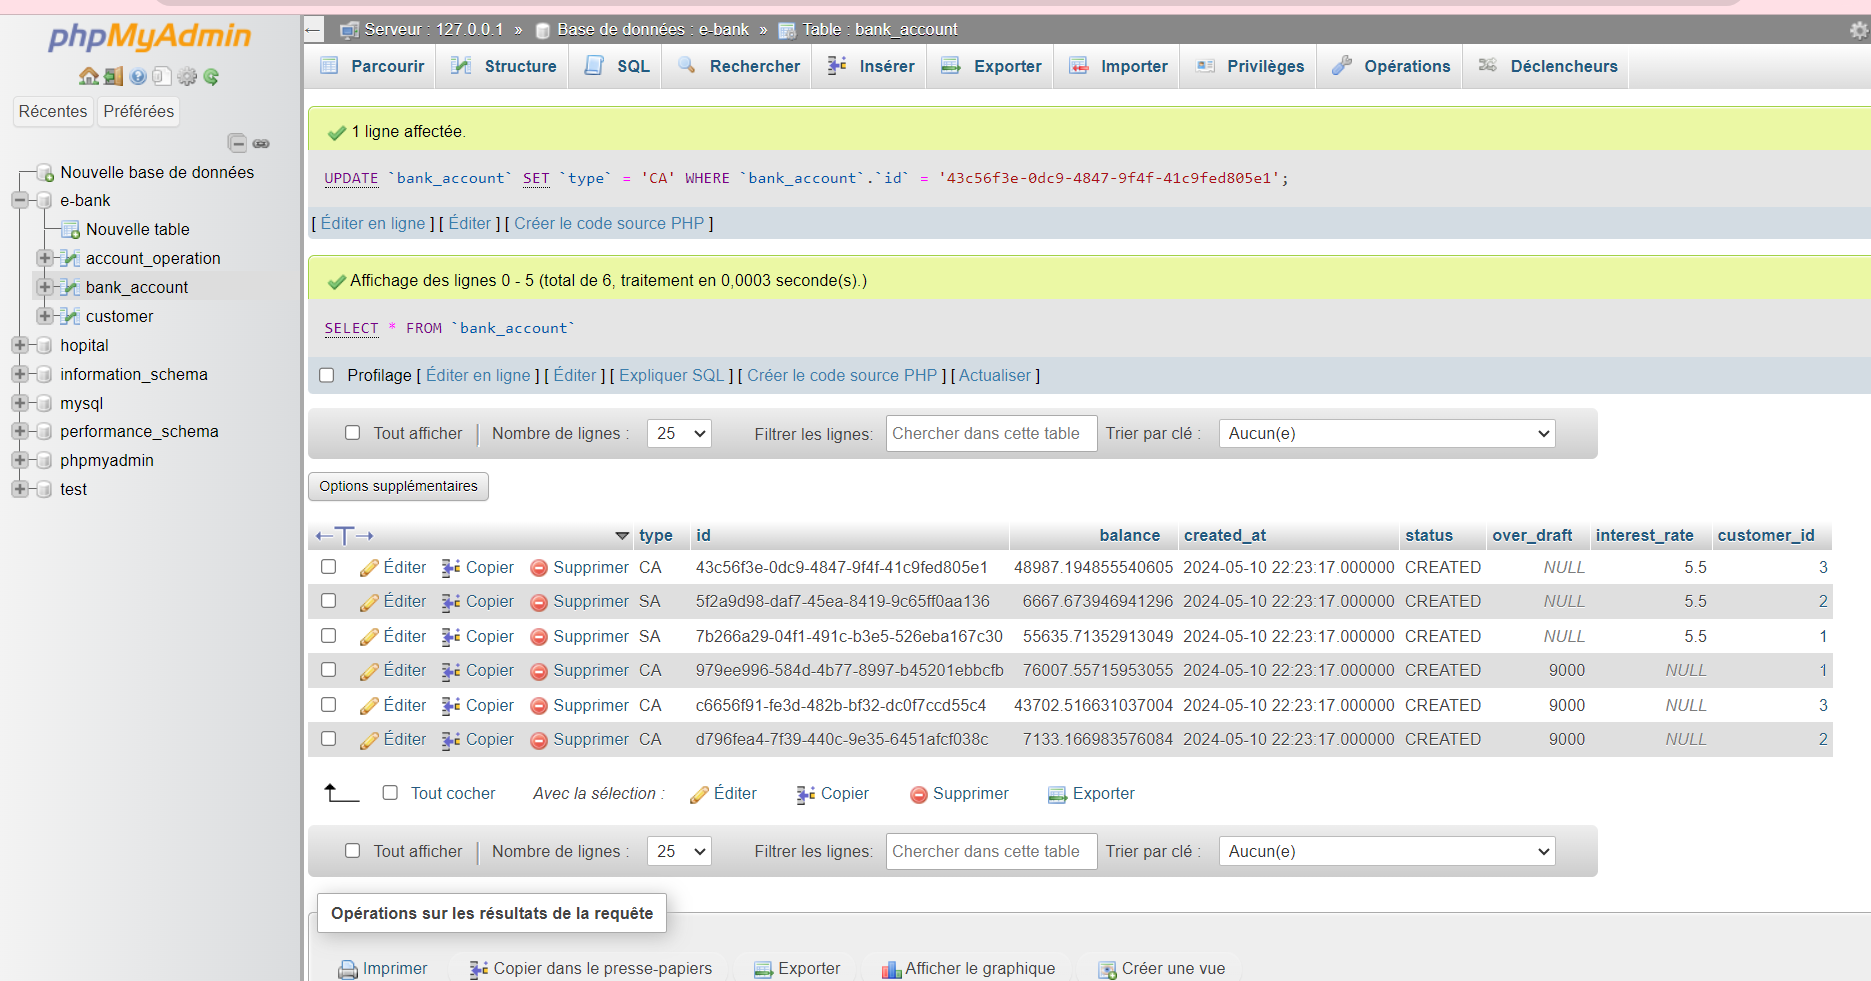 phpMyAdmin
Récentes Préférées
Nouvelle base de données
e-bank
Nouvelle table
account_operation
bank_account
customer
hopital
information_schema
mysql
performance_schema
phpmyadmin
test
Serveur : 127.0.0.1 » Base de données : e-bank » Table : bank_account
Parcourir Structure SQL Rechercher Insérer Exporter Importer Privilèges Opérations Déclencheurs
1 ligne affectée.
UPDATE `bank_account` SET `type` = 'CA' WHERE `bank_account`.`id` = '43c56f3e-0dc9-4847-9f4f-41c9fed805e1';
[ Éditer en ligne ] [ Éditer ] [ Créer le code source PHP ]
Affichage des lignes 0 - 5 (total de 6, traitement en 0,0003 seconde(s).)
SELECT * FROM `bank_account`
Profilage [ Éditer en ligne ] [ Éditer ] [ Expliquer SQL ] [ Créer le code source PHP ] [ Actualiser ]
Tout afficher | Nombre de lignes : 25 Filtrer les lignes: Chercher dans cette table Trier par clé : Aucun(e)
Options supplémentaires
←T→ type id balance created_at status over_draft interest_rate customer_id
Éditer Copier Supprimer CA 43c56f3e-0dc9-4847-9f4f-41c9fed805e1 48987.194855540605 2024-05-10 22:23:17.000000 CREATED NULL 5.5 3
Éditer Copier Supprimer SA 5f2a9d98-daf7-45ea-8419-9c65ff0aa136 6667.673946941296 2024-05-10 22:23:17.000000 CREATED NULL 5.5 2
Éditer Copier Supprimer SA 7b266a29-04f1-491c-b3e5-526eba167c30 55635.71352913049 2024-05-10 22:23:17.000000 CREATED NULL 5.5 1
Éditer Copier Supprimer CA 979ee996-584d-4b77-8997-b45201ebbcfb 76007.55715953055 2024-05-10 22:23:17.000000 CREATED 9000 NULL 1
Éditer Copier Supprimer CA c6656f91-fe3d-482b-bf32-dc0f7ccd55c4 43702.516631037004 2024-05-10 22:23:17.000000 CREATED 9000 NULL 3
Éditer Copier Supprimer CA d796fea4-7f39-440c-9e35-6451afcf038c 7133.166983576084 2024-05-10 22:23:17.000000 CREATED 9000 NULL 2
Tout cocher Avec la sélection : Éditer Copier Supprimer Exporter
Tout afficher | Nombre de lignes : 25 Filtrer les lignes: Chercher dans cette table Trier par clé : Aucun(e)
Opérations sur les résultats de la requête
Imprimer Copier dans le presse-papiers Exporter Afficher le graphique Créer une vue